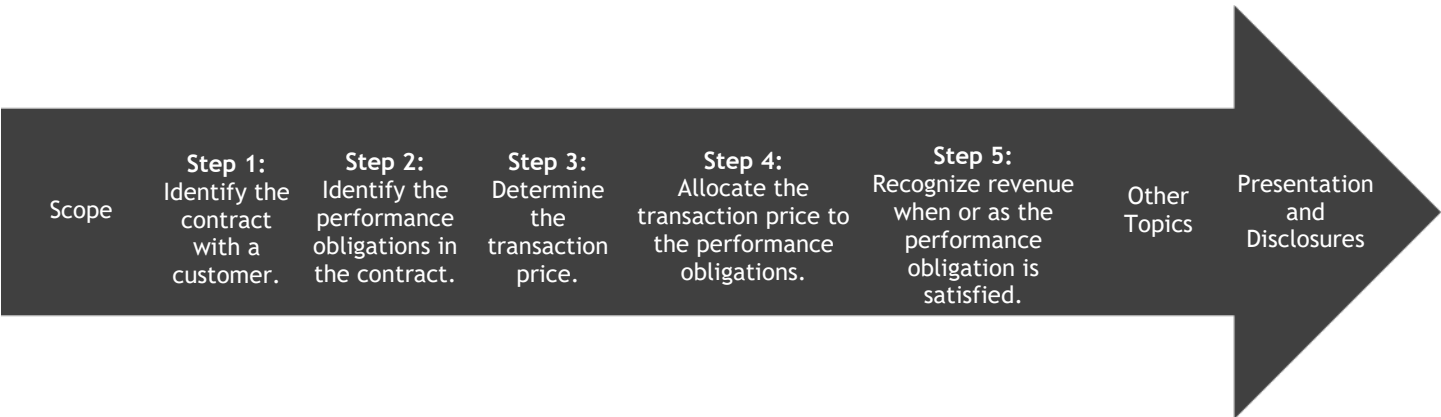 Scope
Step 1:
Identify the
contract
with a
customer.
Step 2:
Identify the
performance
obligations in
the contract.
Step 3:
Determine
the
transaction
price.
Step 4:
Allocate the
transaction price to
the performance
obligations.
Step 5:
Recognize revenue
when or as the
performance
obligation is
satisfied.
Other
Topics
Presentation
and
Disclosures